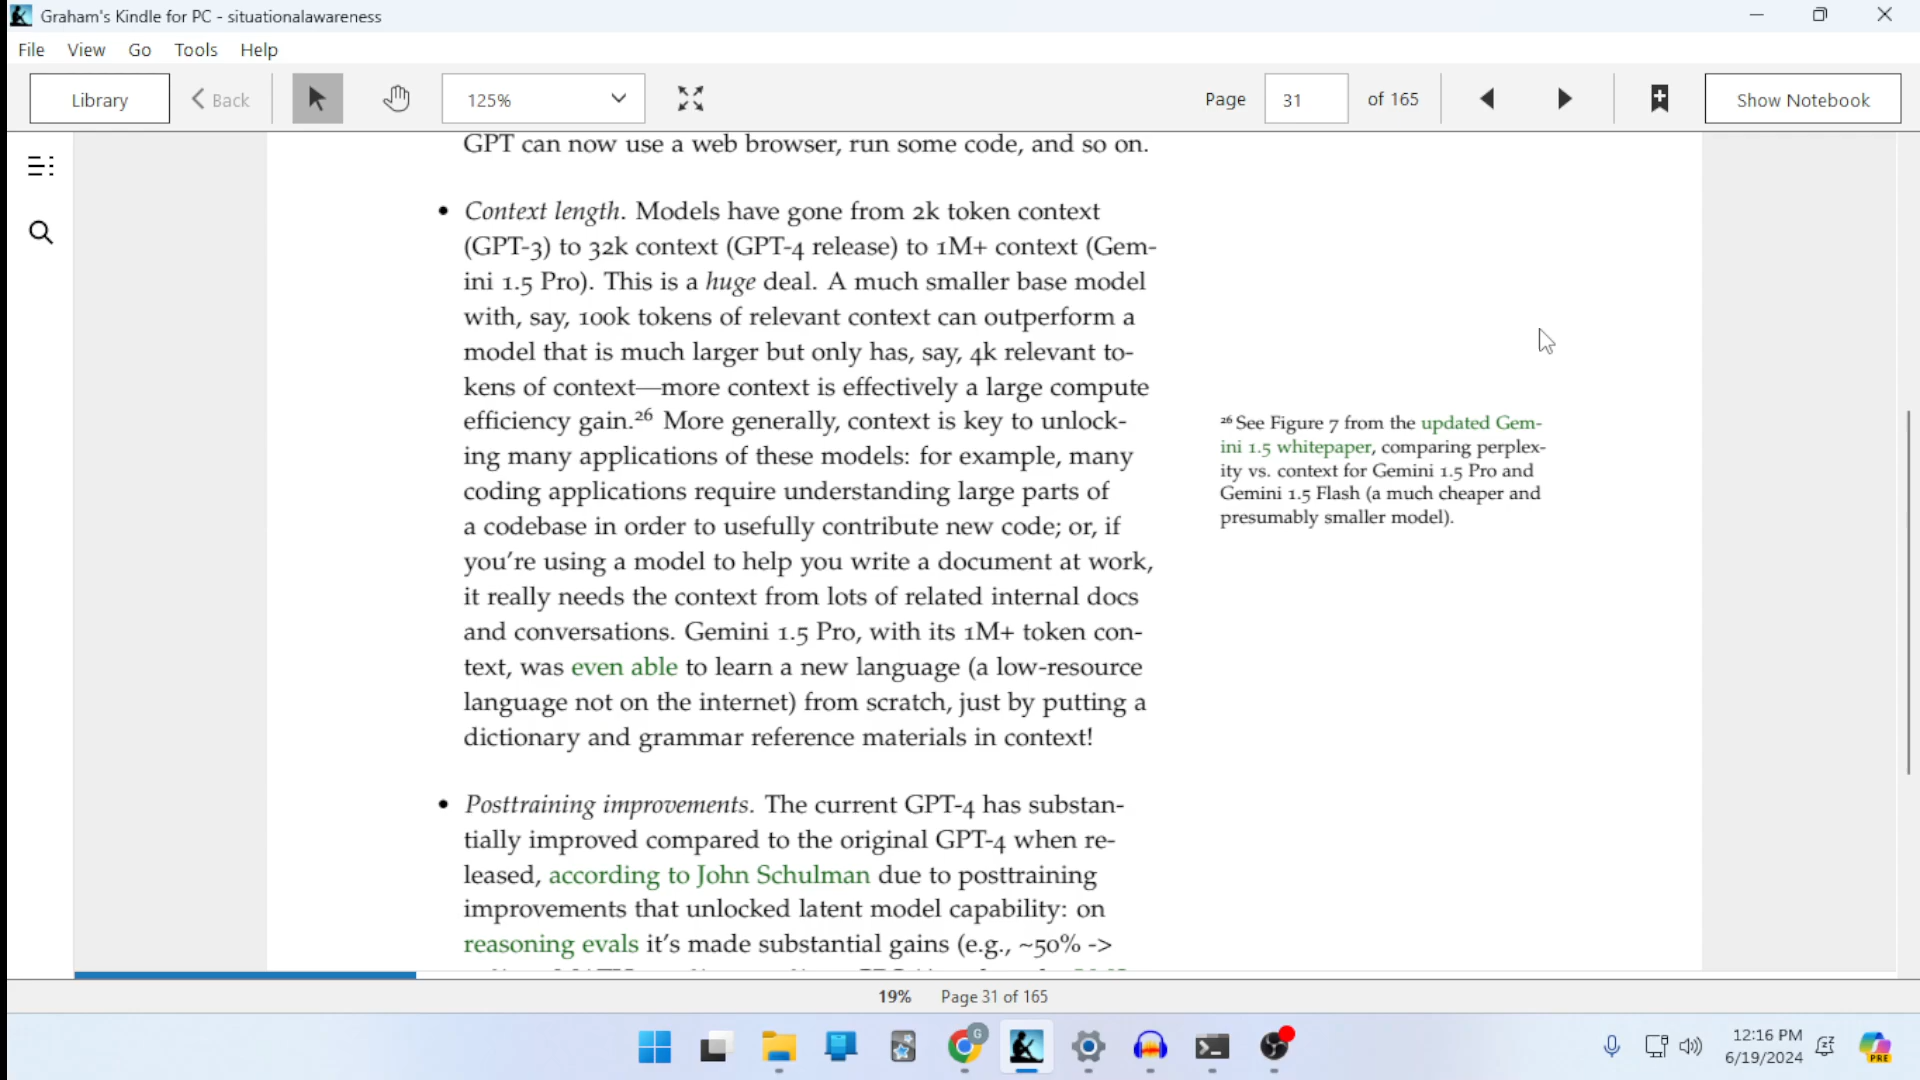 Graham's Kindle for PC - situationalawareness
File View Go Tools Help
Library Back 125% Page 31 of 165 Show Notebook
GPT can now use a web browser, run some code, and so on.
• Context length. Models have gone from 2k token context
(GPT-3) to 32k context (GPT-4 release) to 1M+ context (Gem-
ini 1.5 Pro). This is a huge deal. A much smaller base model
with, say, 100k tokens of relevant context can outperform a
model that is much larger but only has, say, 4k relevant to-
kens of context—more context is effectively a large compute
efficiency gain.26 More generally, context is key to unlock-
ing many applications of these models: for example, many
coding applications require understanding large parts of
a codebase in order to usefully contribute new code; or, if
you're using a model to help you write a document at work,
it really needs the context from lots of related internal docs
and conversations. Gemini 1.5 Pro, with its 1M+ token con-
text, was even able to learn a new language (a low-resource
language not on the internet) from scratch, just by putting a
dictionary and grammar reference materials in context!
• Posttraining improvements. The current GPT-4 has substan-
tially improved compared to the original GPT-4 when re-
leased, according to John Schulman due to posttraining
improvements that unlocked latent model capability: on
reasoning evals it's made substantial gains (e.g., ~50% ->
26 See Figure 7 from the updated Gem-
ini 1.5 whitepaper, comparing perplex-
ity vs. context for Gemini 1.5 Pro and
Gemini 1.5 Flash (a much cheaper and
presumably smaller model).
19% Page 31 of 165
G
PRE
12:16 PM
6/19/2024